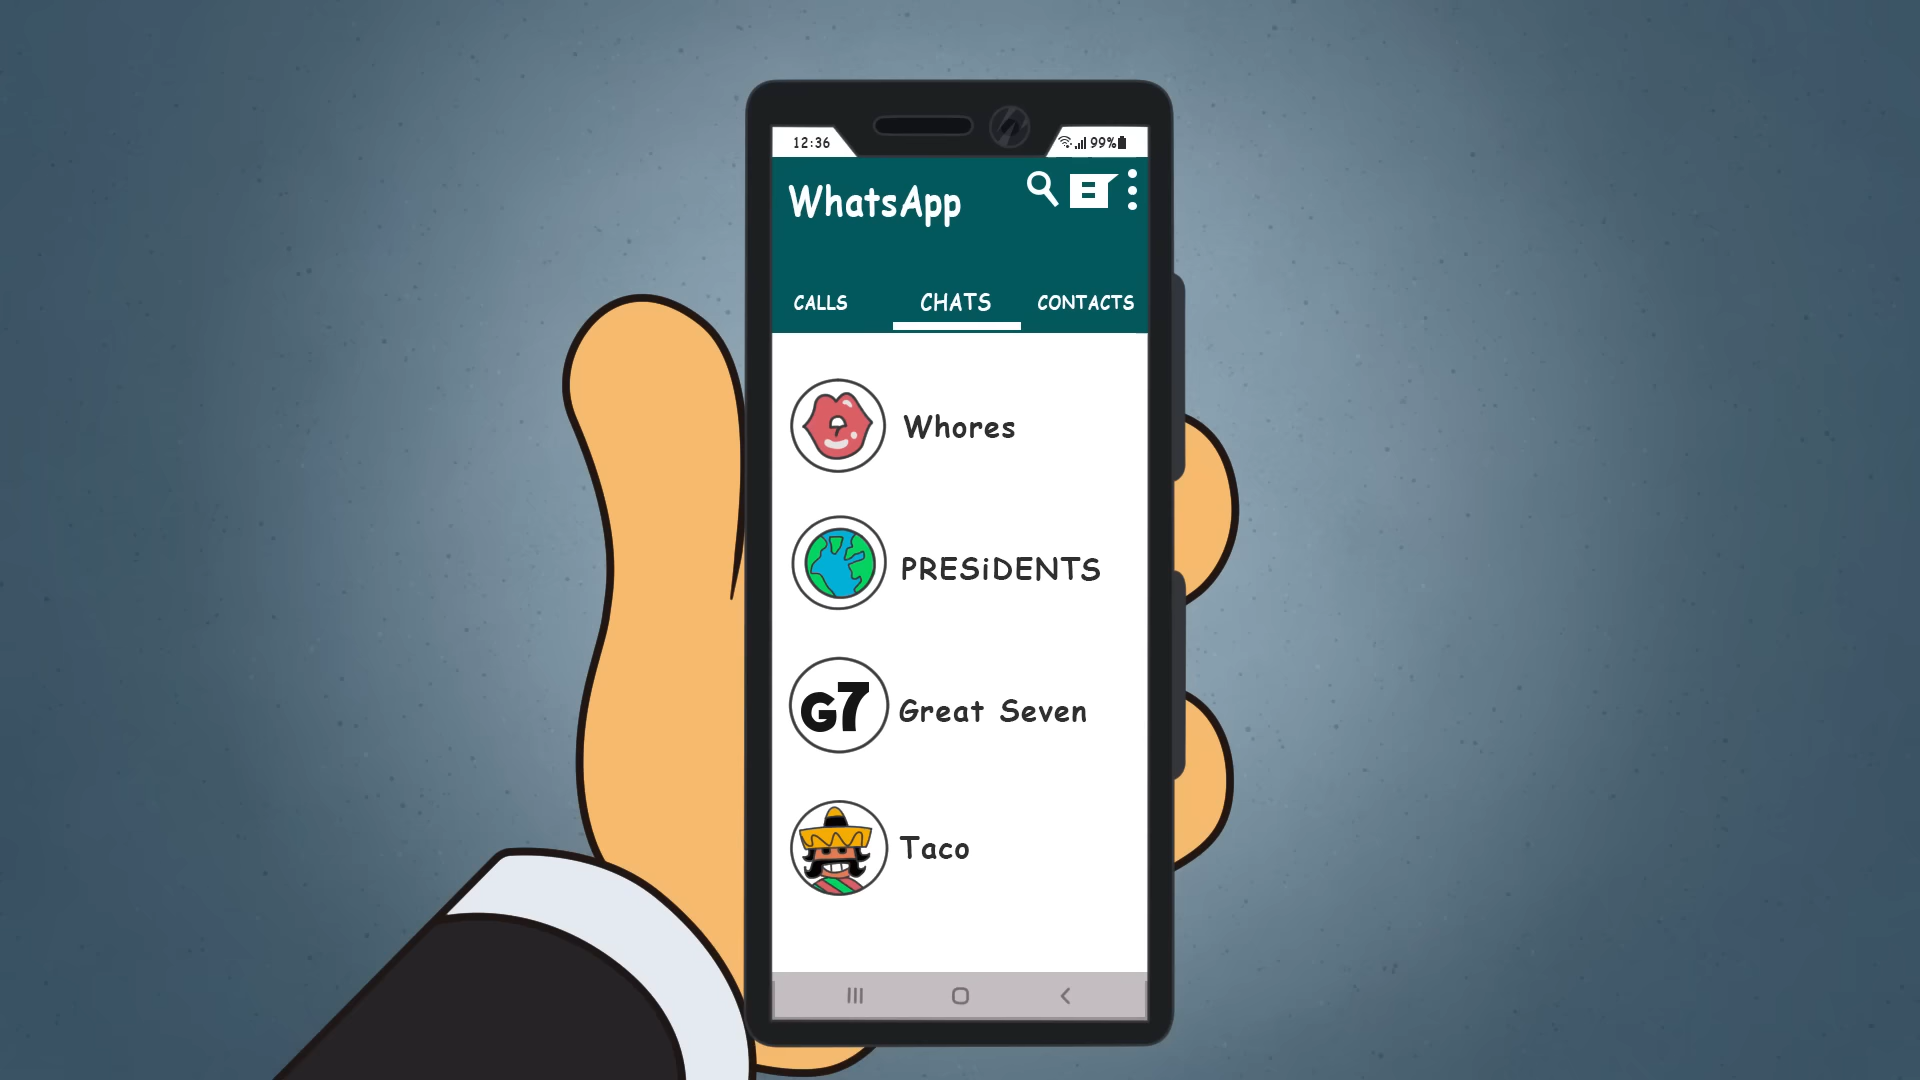 12:36
99%
WhatsApp
CALLS CHATS CONTACTS
Whores
PRESiDENTS
G7 Great Seven
Taco